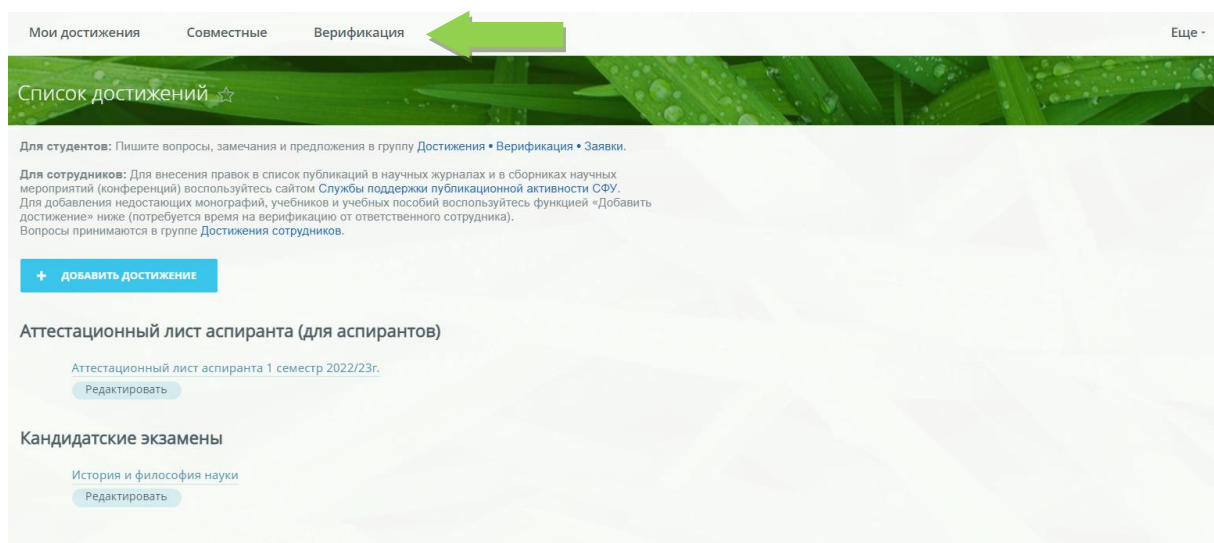 Мои достижения Совместные Верификация Еще
Список достижений
Для студентов: Пишите вопросы, замечания и предложения в группу Достижения • Верификация • Заявки.
Для сотрудников: Для внесения правок в список публикаций в научных журналах и в сборниках научных
мероприятий (конференций) воспользуйтесь сайтом Службы поддержки публикационной активности СФУ.
Для добавления недостающих монографий, учебников и учебных пособий воспользуйтесь функцией «Добавить
достижение» ниже (потребуется время на верификацию от ответственного сотрудника).
Вопросы принимаются в группе Достижения сотрудников.
+ ДОБАВИТЬ ДОСТИЖЕНИЕ
Аттестационный лист аспиранта (для аспирантов)
Аттестационный лист аспиранта 1 семестр 2022/23г.
Редактировать
Кандидатские экзамены
История и философия науки
Редактировать